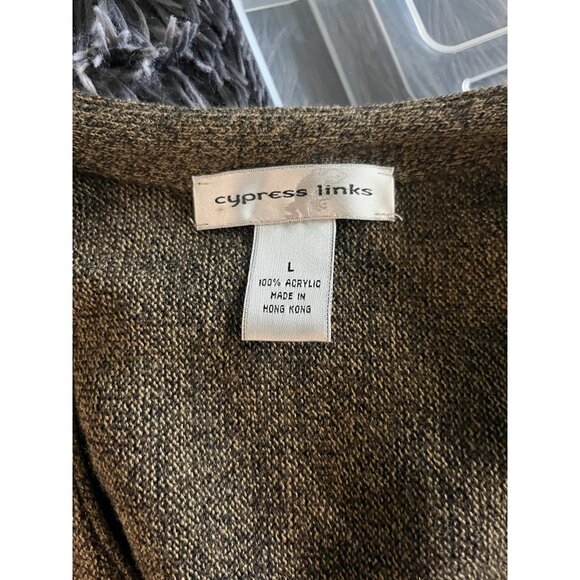 cypress links
L
100% ACRYLIC
MADE IN
HONG KONG